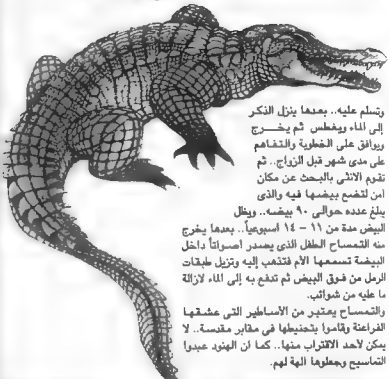 وتسلم عليه.. بعدها ينزل الذكر
إلى الماء ويغطس ثم يخرج
ويوافق على الخطوبة والتفاهم
على مدى شهر قبل الزواج.. ثم
تقوم الانثى بالبحث عن مكان
امن لتضع بيضها فيه والذى
يبلغ عدده حوالى ٩٠ بيضه.. ويظل
البيض مدة من ١١ - ١٤ اسبوعياً.. بعدها يخرج
منه التمساح الطفل الذى يصدر اصواتاً داخل
البيضة تسمعها الأم فتذهب إليه وتزيل طبقات
الرمل من فوق البيض ثم تدفع به إلى الماء لازالة
ما عليه من شوائب.
والتمساح يعتبر من الأساطير التى عشقها
الفراعنة وقاموا بتحنيطها في مقابر مقدسة.. لا
يمكن لأحد الاقتراب منها.. كما ان الهنود عبدوا
التماسيح وجعلوها الهة لهم.